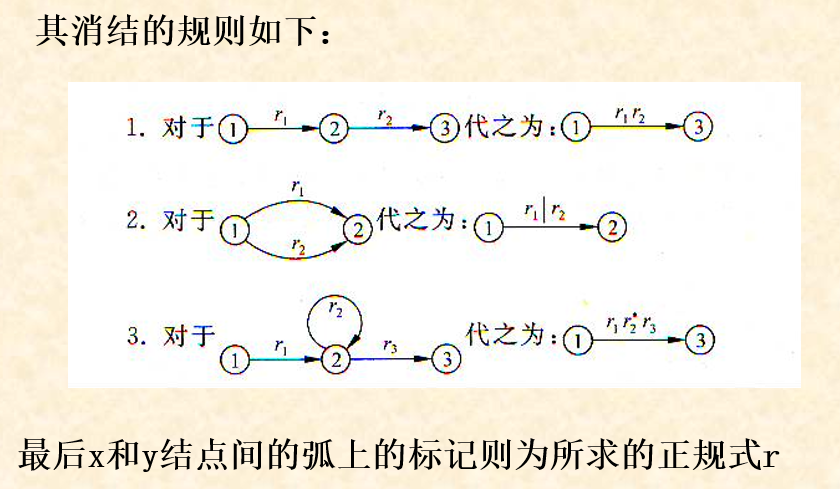 其消结的规则如下：
1. 对于 ① r₁ ② r₂ ③ 代之为：① r₁r₂ ③
2. 对于 ① r₁ r₂ ② 代之为：① r₁|r₂ ②
3. 对于 ① r₁ ② r₂ r₃ ③ 代之为：① r₁r₂*r₃ ③
最后x和y结点间的弧上的标记则为所求的正规式r